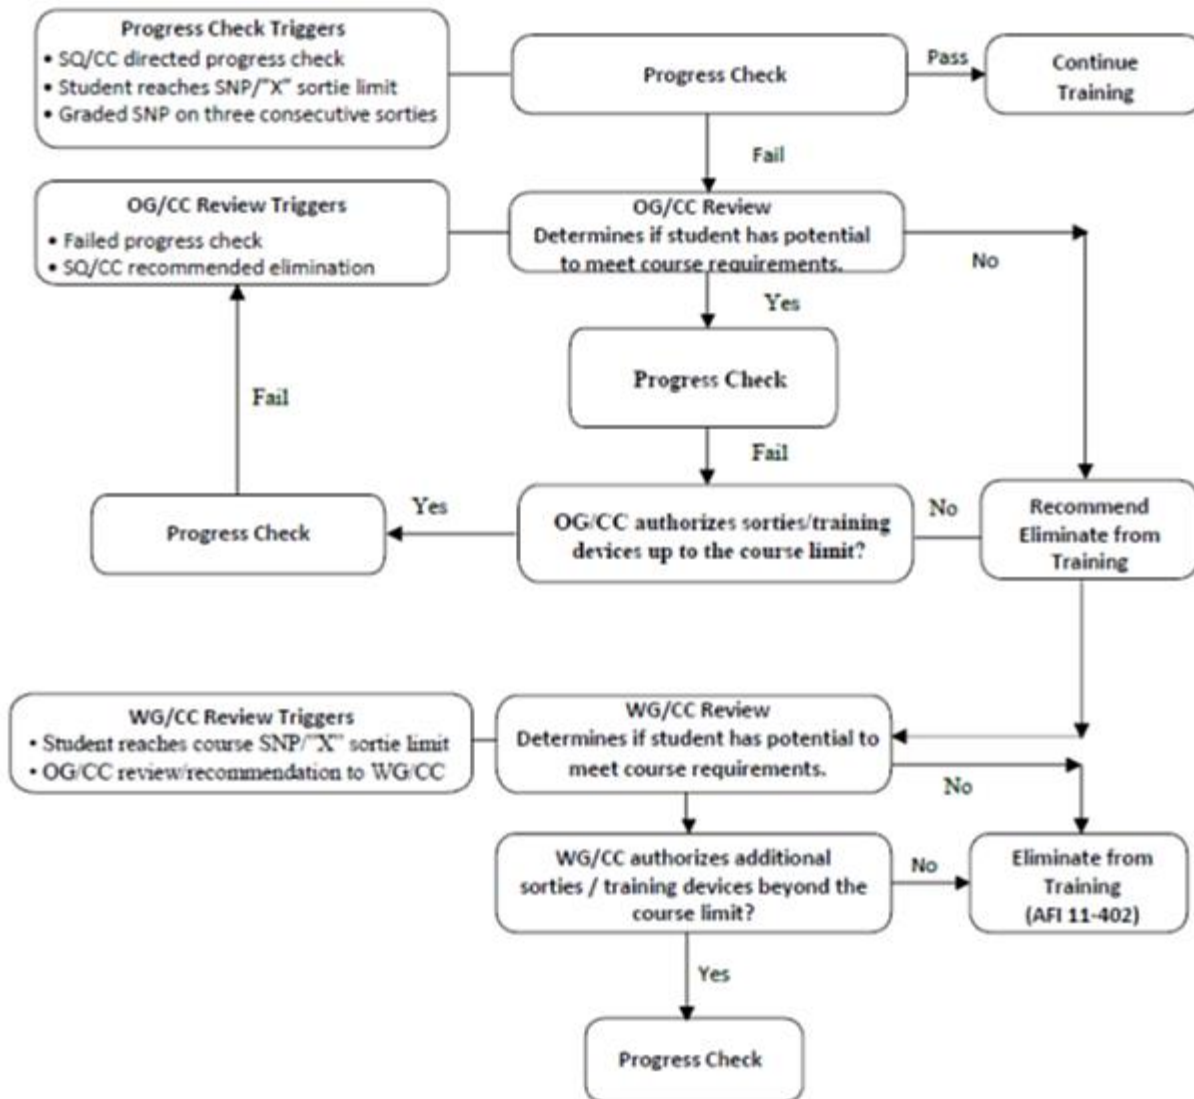 Progress Check Triggers
• SQ/CC directed progress check
• Student reaches SNP/"X" sortie limit
• Graded SNP on three consecutive sorties
Progress Check
Pass
Continue
Training
Fail
OG/CC Review Triggers
• Failed progress check
• SQ/CC recommended elimination
OG/CC Review
Determines if student has potential
to meet course requirements.
No
Yes
Progress Check
Fail
Fail
Progress Check
Yes
OG/CC authorizes sorties/training
devices up to the course limit?
No
Recommend
Eliminate from
Training
WG/CC Review Triggers
• Student reaches course SNP/"X" sortie limit
• OG/CC review/recommendation to WG/CC
WG/CC Review
Determines if student has potential to
meet course requirements.
No
WG/CC authorizes additional
sorties / training devices beyond the
course limit?
No
Eliminate from
Training
(AFI 11-402)
Yes
Progress Check